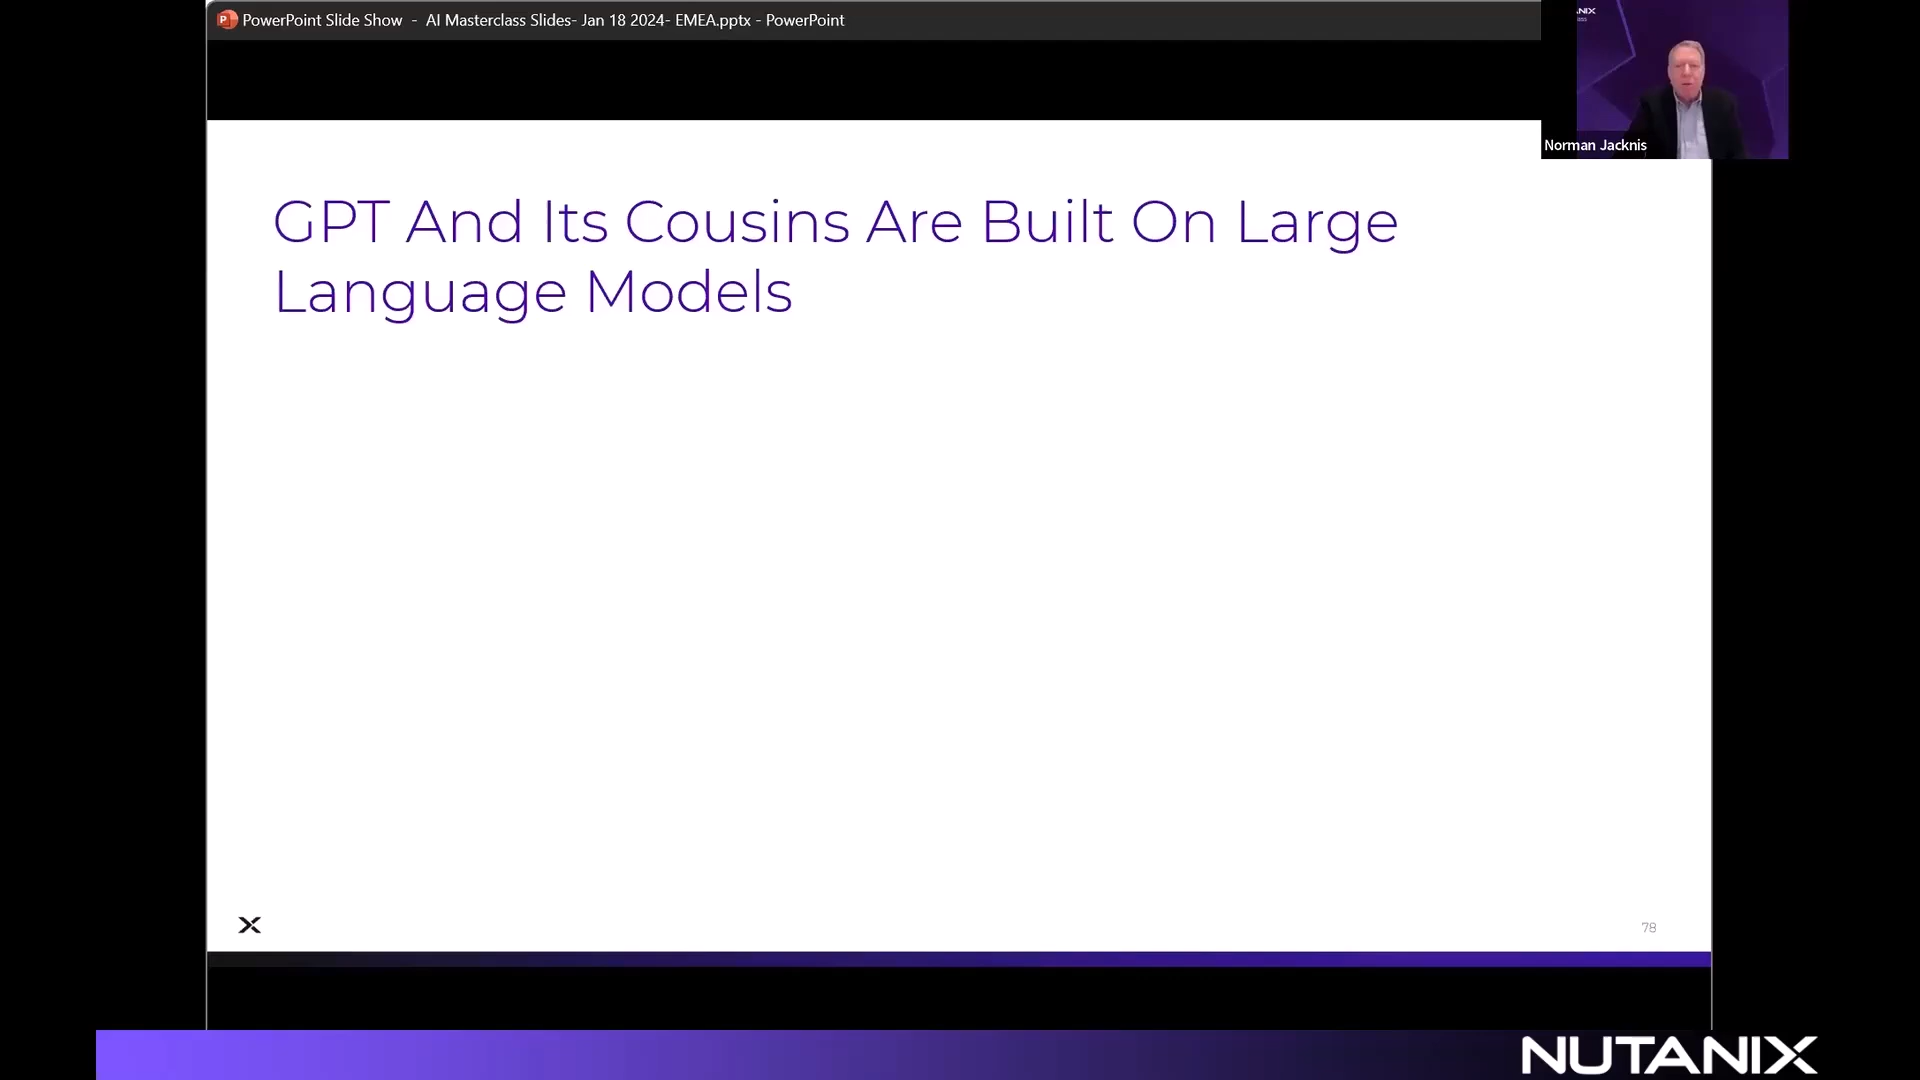 PowerPoint Slide Show - AI Masterclass Slides- Jan 18 2024- EMEA.pptx - PowerPoint
Norman Jacknis
GPT And Its Cousins Are Built On Large
Language Models
78
NUTANIX